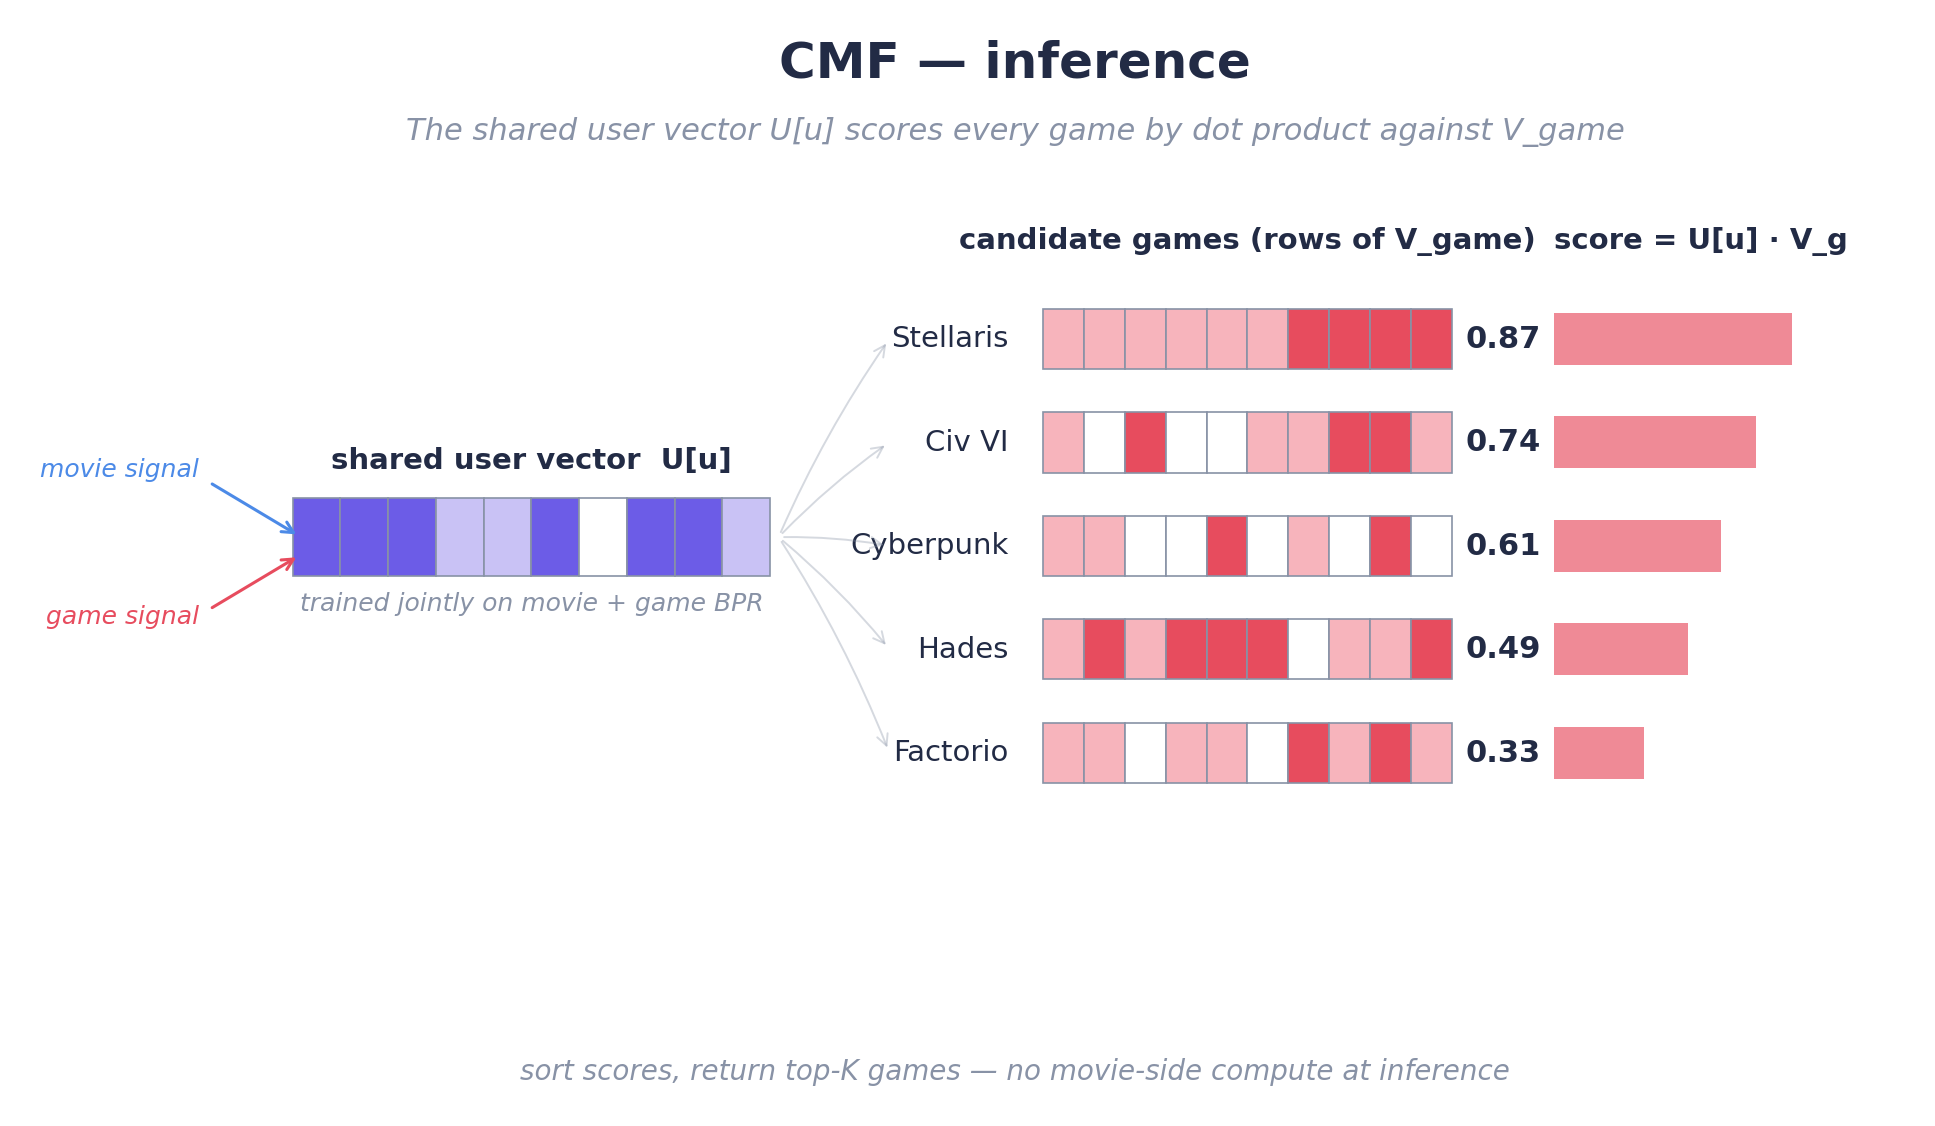 CMF — inference
The shared user vector U[u] scores every game by dot product against V_game
candidate games (rows of V_game) score = U[u] · V_g
Stellaris 0.87
Civ VI 0.74
movie signal
shared user vector U[u]
Cyberpunk 0.61
game signal
trained jointly on movie + game BPR
Hades 0.49
Factorio 0.33
sort scores, return top-K games — no movie-side compute at inference